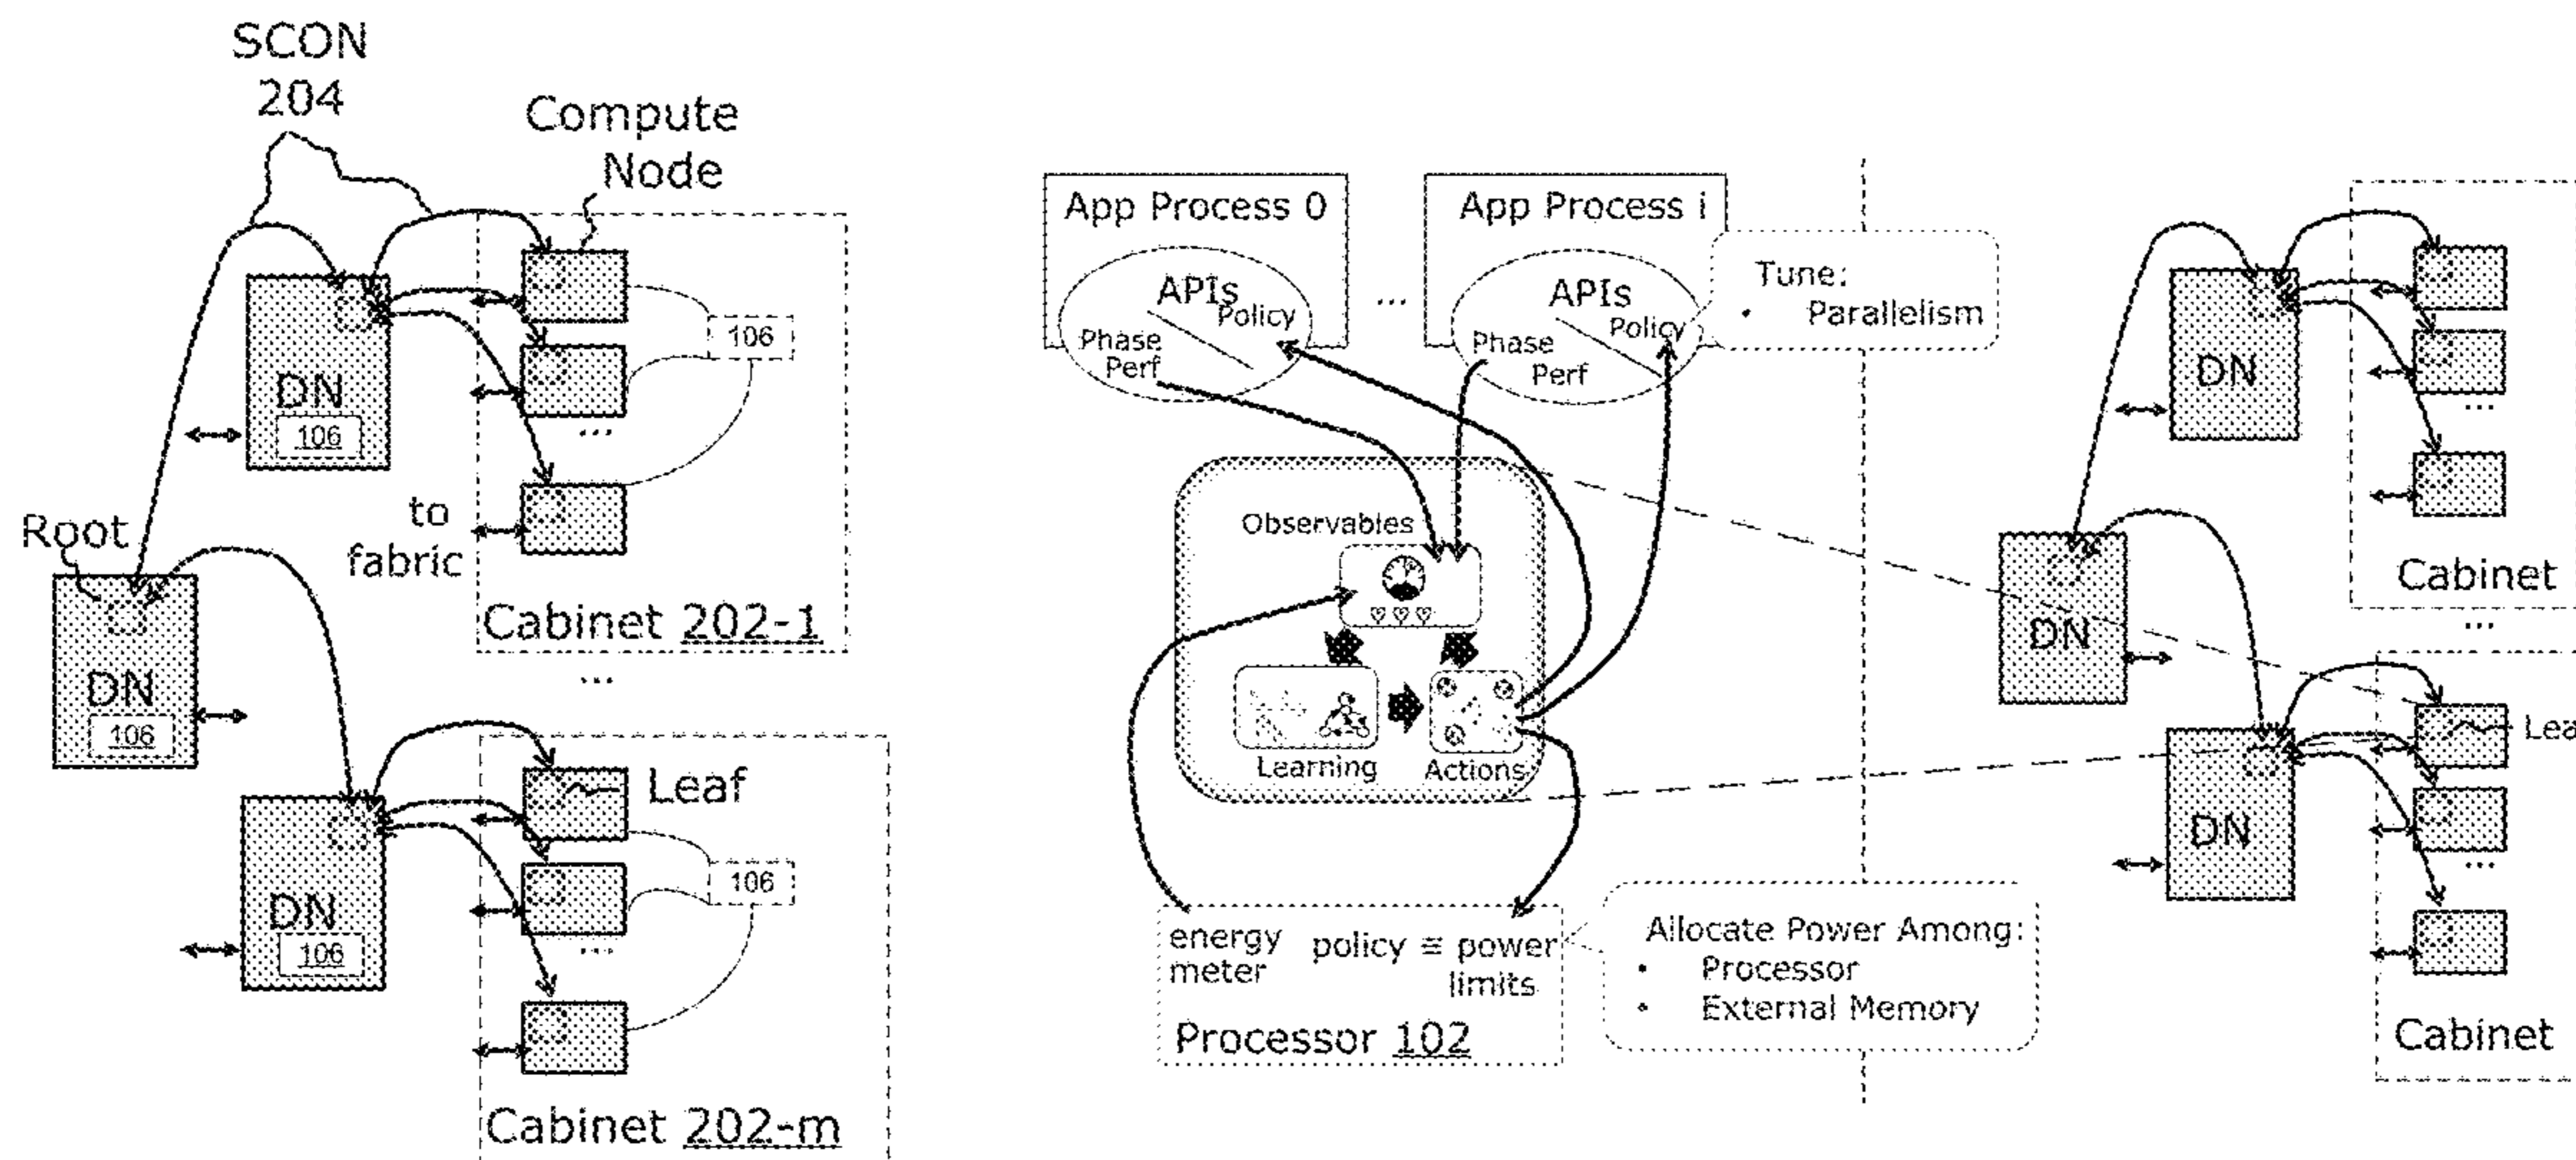 SCON
204
Compute
Node
DN
106
106
to
fabric
Root
DN
106
Cabinet 202-1
...
...
DN
106
Leaf
106
...
Cabinet 202-m
App Process 0
APIs
Policy
Phase
Perf
...
App Process i
APIs
Policy
Phase
Perf
Tune:
• Parallelism
Observables
Learning
Actions
energy
meter
policy ≅ power
limits
Processor 102
Allocate Power Among:
• Processor
• External Memory
DN
...
Cabinet
...
DN
DN
Lea
...
Cabinet